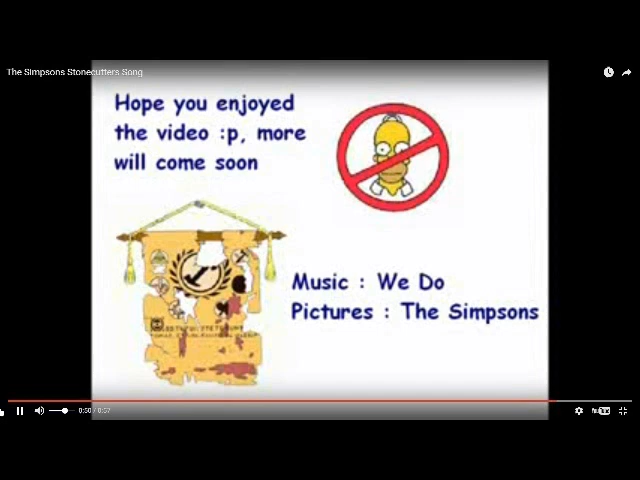 The Simpsons Stonecutters Song
Hope you enjoyed
the video :p, more
will come soon
Music : We Do
Pictures : The Simpsons
0:50 / 0:57